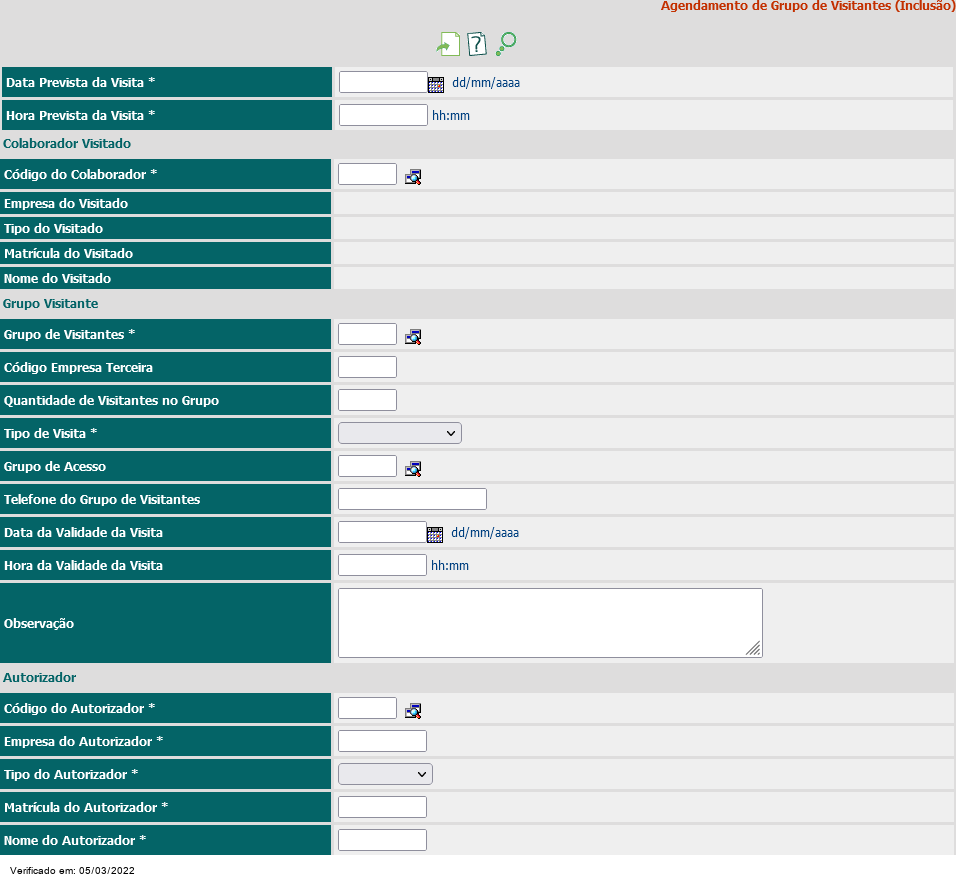 Agendamento de Grupo de Visitantes (Inclusão)
Data Prevista da Visita * dd/mm/aaaa
Hora Prevista da Visita * hh:mm
Colaborador Visitado
Código do Colaborador *
Empresa do Visitado
Tipo do Visitado
Matrícula do Visitado
Nome do Visitado
Grupo Visitante
Grupo de Visitantes *
Código Empresa Terceira
Quantidade de Visitantes no Grupo
Tipo de Visita *
Grupo de Acesso
Telefone do Grupo de Visitantes
Data da Validade da Visita dd/mm/aaaa
Hora da Validade da Visita hh:mm
Observação
Autorizador
Código do Autorizador *
Empresa do Autorizador *
Tipo do Autorizador *
Matrícula do Autorizador *
Nome do Autorizador *
Verificado em: 05/03/2022